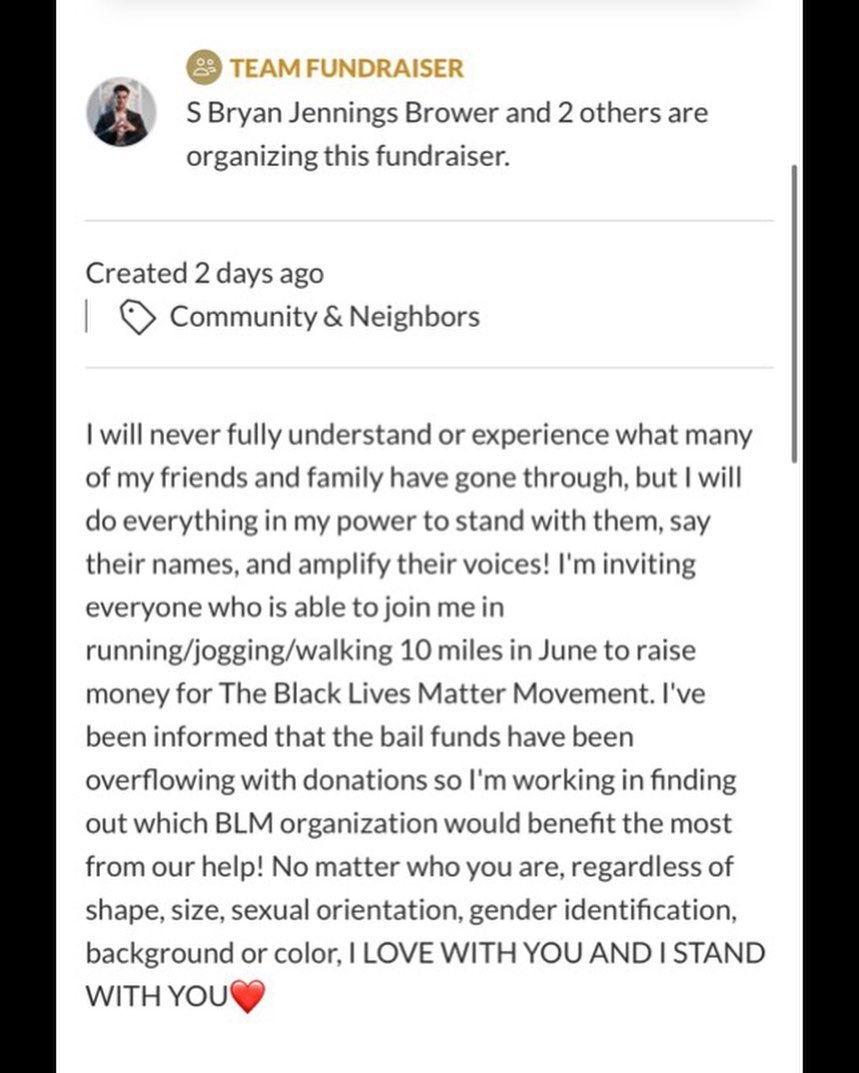 TEAM FUNDRAISER
S Bryan Jennings Brower and 2 others are
organizing this fundraiser.
Created 2 days ago
Community & Neighbors
I will never fully understand or experience what many
of my friends and family have gone through, but I will
do everything in my power to stand with them, say
their names, and amplify their voices! I'm inviting
everyone who is able to join me in
running/jogging/walking 10 miles in June to raise
money for The Black Lives Matter Movement. I've
been informed that the bail funds have been
overflowing with donations so I'm working in finding
out which BLM organization would benefit the most
from our help! No matter who you are, regardless of
shape, size, sexual orientation, gender identification,
background or color, I LOVE WITH YOU AND I STAND
WITH YOU❤️